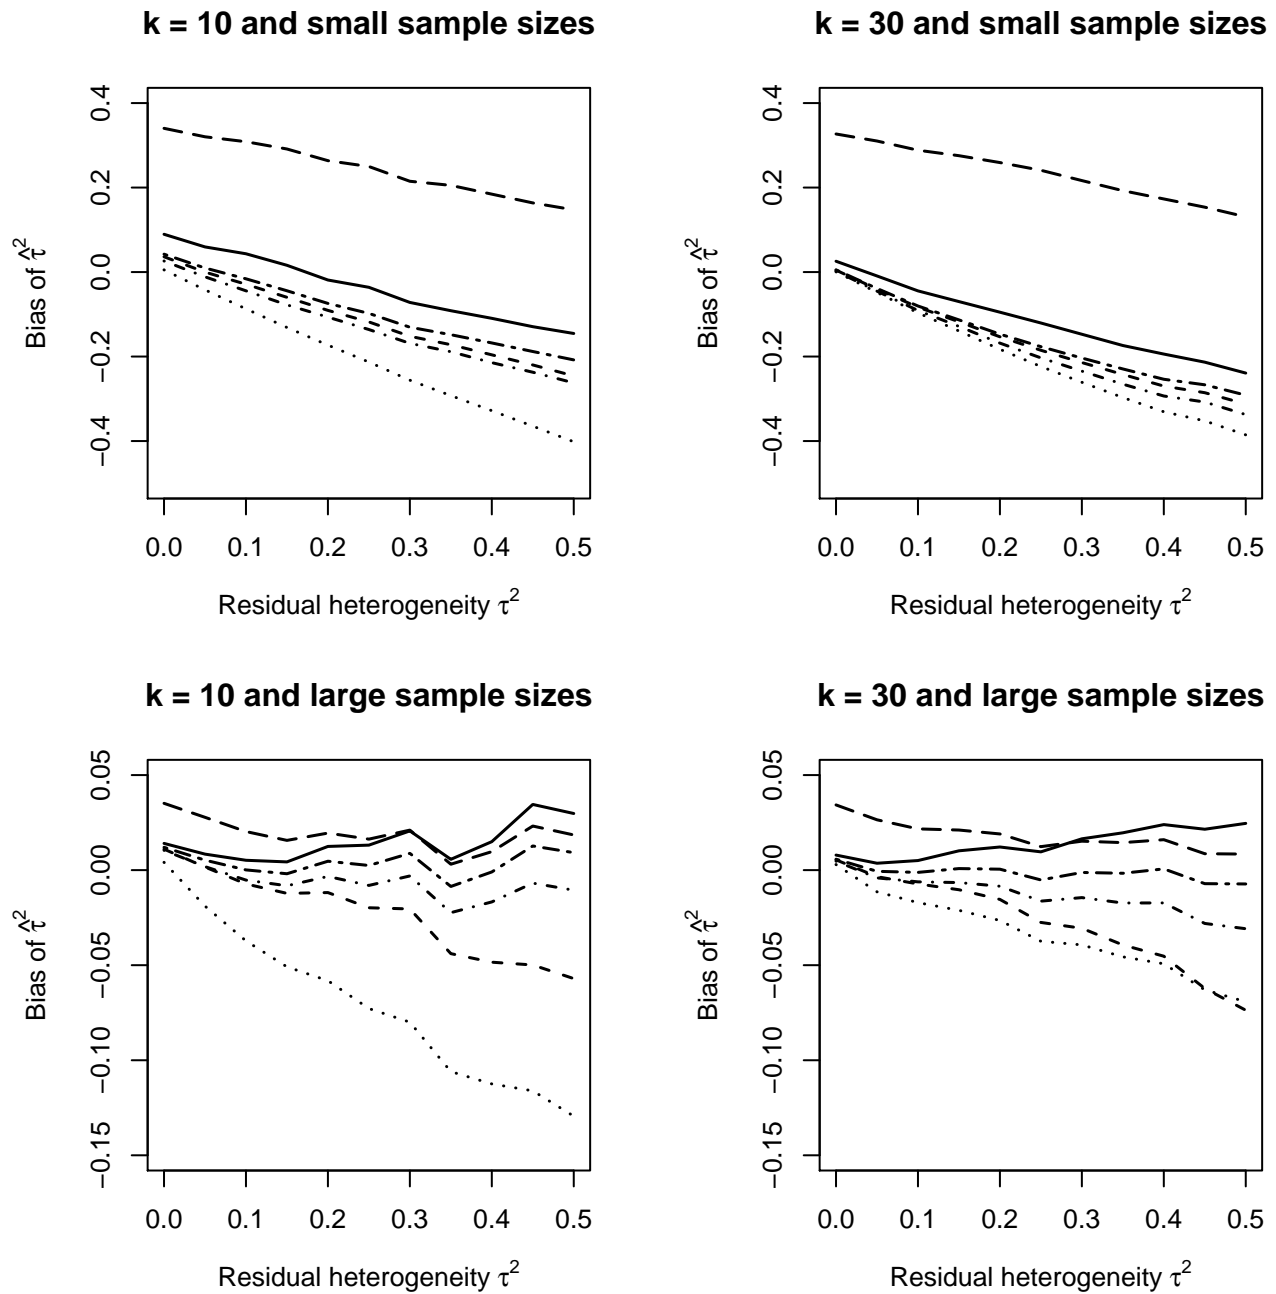 k = 10 and small sample sizes
Bias of τ̂²
0.4
0.2
0.0
−0.2
−0.4
0.0 0.1 0.2 0.3 0.4 0.5
Residual heterogeneity τ²
k = 30 and small sample sizes
Bias of τ̂²
0.4
0.2
0.0
−0.2
−0.4
0.0 0.1 0.2 0.3 0.4 0.5
Residual heterogeneity τ²
k = 10 and large sample sizes
Bias of τ̂²
0.05
0.00
−0.05
−0.10
−0.15
0.0 0.1 0.2 0.3 0.4 0.5
Residual heterogeneity τ²
k = 30 and large sample sizes
Bias of τ̂²
0.05
0.00
−0.05
−0.10
−0.15
0.0 0.1 0.2 0.3 0.4 0.5
Residual heterogeneity τ²